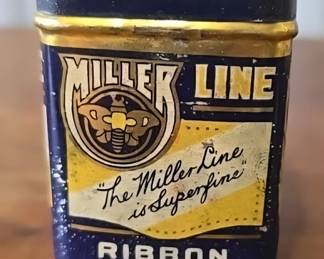 MILLER LINE
"The Miller Line
is Superfine"
RIBBON